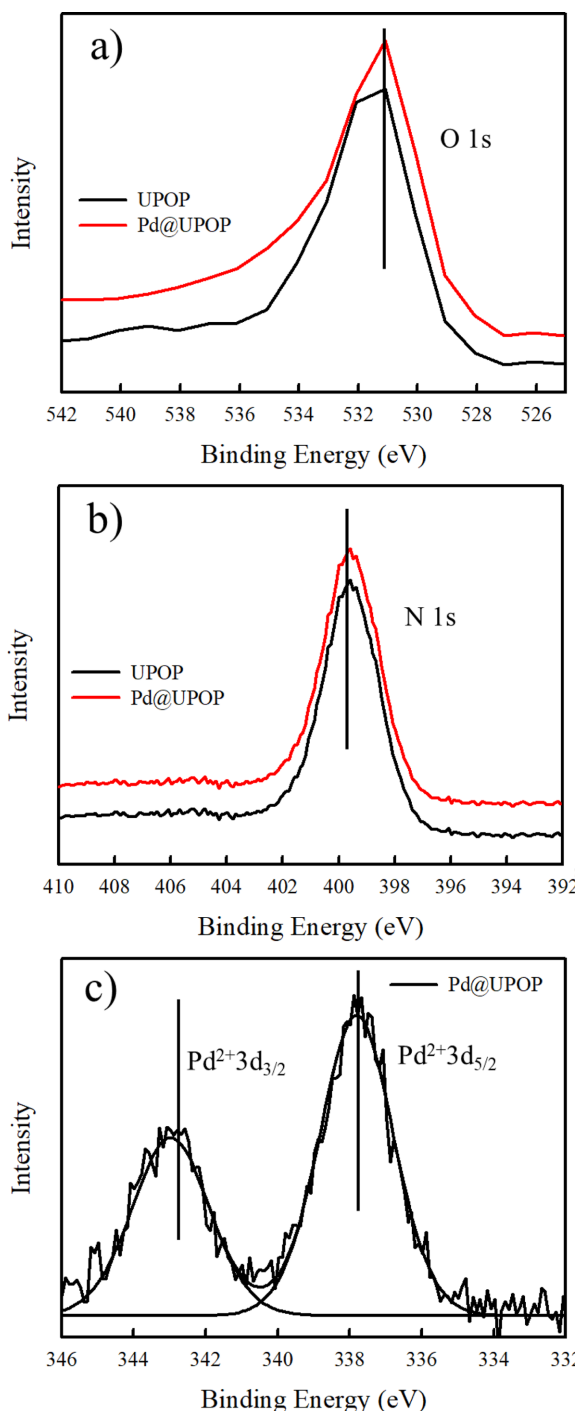 a)
O 1s
UPOP
Pd@UPOP
Intensity
542 540 538 536 534 532 530 528 526
Binding Energy (eV)
b)
N 1s
UPOP
Pd@UPOP
Intensity
410 408 406 404 402 400 398 396 394 392
Binding Energy (eV)
c)
Pd@UPOP
Pd²⁺3d₃/₂
Pd²⁺3d₅/₂
Intensity
346 344 342 340 338 336 334 332
Binding Energy (eV)